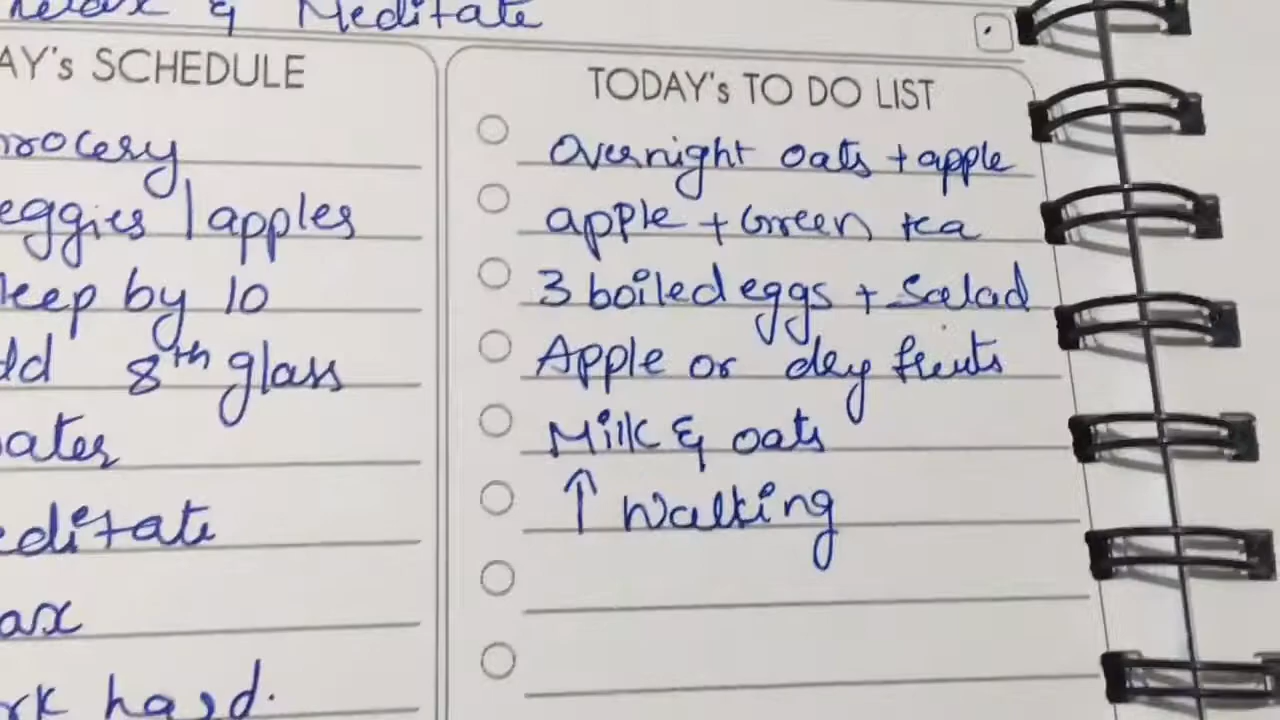 Relax & Meditate
AY's SCHEDULE
rocery
eggies | apples
leep by 10
dd 8th glass
ater
editate
ax
rk hard.
TODAY's TO DO LIST
Overnight oats + apple
apple + Green tea
3 boiled eggs + Salad
Apple or dry fruits
Milk & oats
↑ Walking